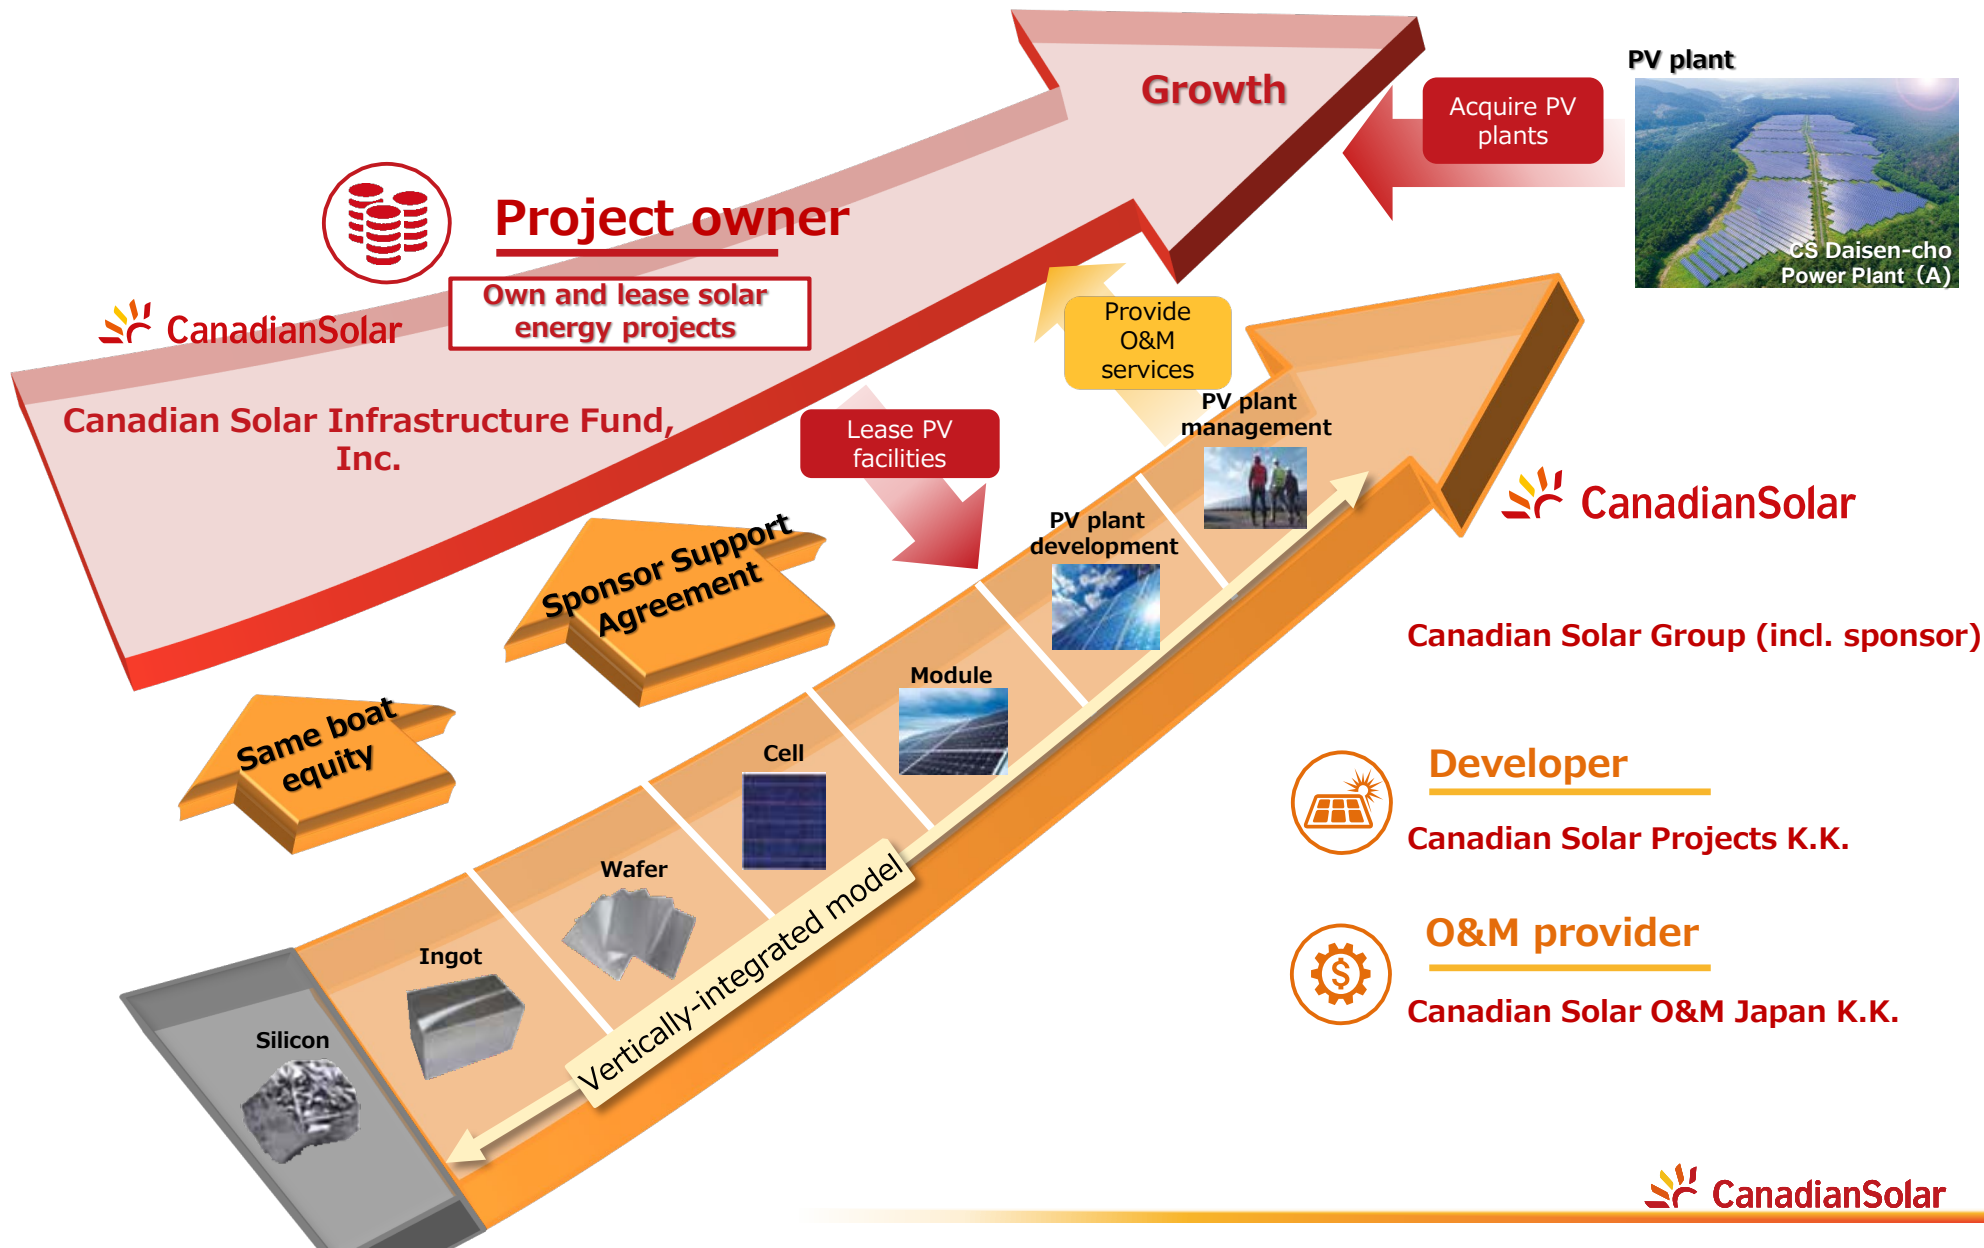 Growth
PV plant
Acquire PV
plants
CS Daisen-cho
Power Plant（A）
Project owner
Own and lease solar
energy projects
CanadianSolar
Canadian Solar Infrastructure Fund,
Inc.
Provide
O&M
services
Lease PV
facilities
Sponsor Support
Agreement
Same boat
equity
PV plant
management
PV plant
development
Module
Cell
Wafer
Ingot
Silicon
Vertically-integrated model
CanadianSolar
Canadian Solar Group (incl. sponsor)
Developer
Canadian Solar Projects K.K.
O&M provider
Canadian Solar O&M Japan K.K.
CanadianSolar